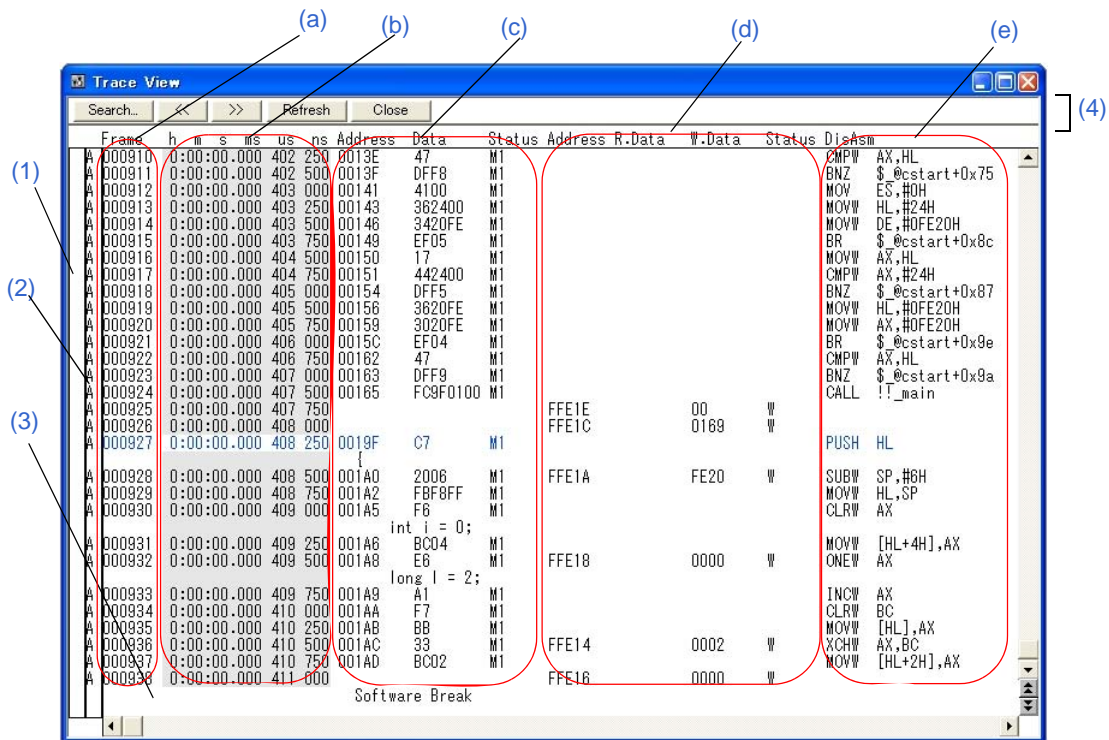 (a) (b) (c) (d) (e)
Trace View
Search... << >> Refresh Close
(4)
Frame h m s ms us ns Address Data Status Address R.Data W.Data Status DisAsm
A 000910 0:00:00.000 402 250 0013E 47 M1 CMPW AX,HL
A 000911 0:00:00.000 402 500 0013F DFF8 M1 BNZ $_@cstart+0x75
(1)
A 000912 0:00:00.000 403 000 00141 4100 M1 MOV ES,#0H
A 000913 0:00:00.000 403 250 00143 362400 M1 MOVW HL,#24H
A 000914 0:00:00.000 403 500 00146 3420FE M1 MOVW DE,#0FE20H
A 000915 0:00:00.000 403 750 00149 EF05 M1 BR $_@cstart+0x8c
A 000916 0:00:00.000 404 500 00150 17 M1 MOVW AX,HL
A 000917 0:00:00.000 404 750 00151 442400 M1 CMPW AX,#24H
(2)
A 000918 0:00:00.000 405 000 00154 DFF5 M1 BNZ $_@cstart+0x87
A 000919 0:00:00.000 405 500 00156 3620FE M1 MOVW HL,#0FE20H
A 000920 0:00:00.000 405 750 00159 3020FE M1 MOVW AX,#0FE20H
A 000921 0:00:00.000 406 000 0015C EF04 M1 BR $_@cstart+0x9e
A 000922 0:00:00.000 406 750 00162 47 M1 CMPW AX,HL
A 000923 0:00:00.000 407 000 00163 DFF9 M1 BNZ $_@cstart+0x9a
A 000924 0:00:00.000 407 500 00165 FC9F0100 M1 CALL !!_main
A 000925 0:00:00.000 407 750 FFE1E 00 W
(3)
A 000926 0:00:00.000 408 000 FFE1C 0169 W
A 000927 0:00:00.000 408 250 0019F C7 M1 PUSH HL
{
A 000928 0:00:00.000 408 500 001A0 2006 M1 FFE1A FE20 W SUBW SP,#6H
A 000929 0:00:00.000 408 750 001A2 FBF8FF M1 MOVW HL,SP
A 000930 0:00:00.000 409 000 001A5 F6 M1 CLRW AX
int i = 0;
A 000931 0:00:00.000 409 250 001A6 BC04 M1 MOVW [HL+4H],AX
A 000932 0:00:00.000 409 500 001A8 E6 M1 FFE18 0000 W ONEW AX
long l = 2;
A 000933 0:00:00.000 409 750 001A9 A1 M1 INCW AX
A 000934 0:00:00.000 410 000 001AA F7 M1 CLRW BC
A 000935 0:00:00.000 410 250 001AB BB M1 MOVW [HL],AX
A 000936 0:00:00.000 410 500 001AC 33 M1 FFE14 0002 W XCHW AX,BC
A 000937 0:00:00.000 410 750 001AD BC02 M1 MOVW [HL+2H],AX
A 000938 0:00:00.000 411 000 FFE16 0000 W
Software Break